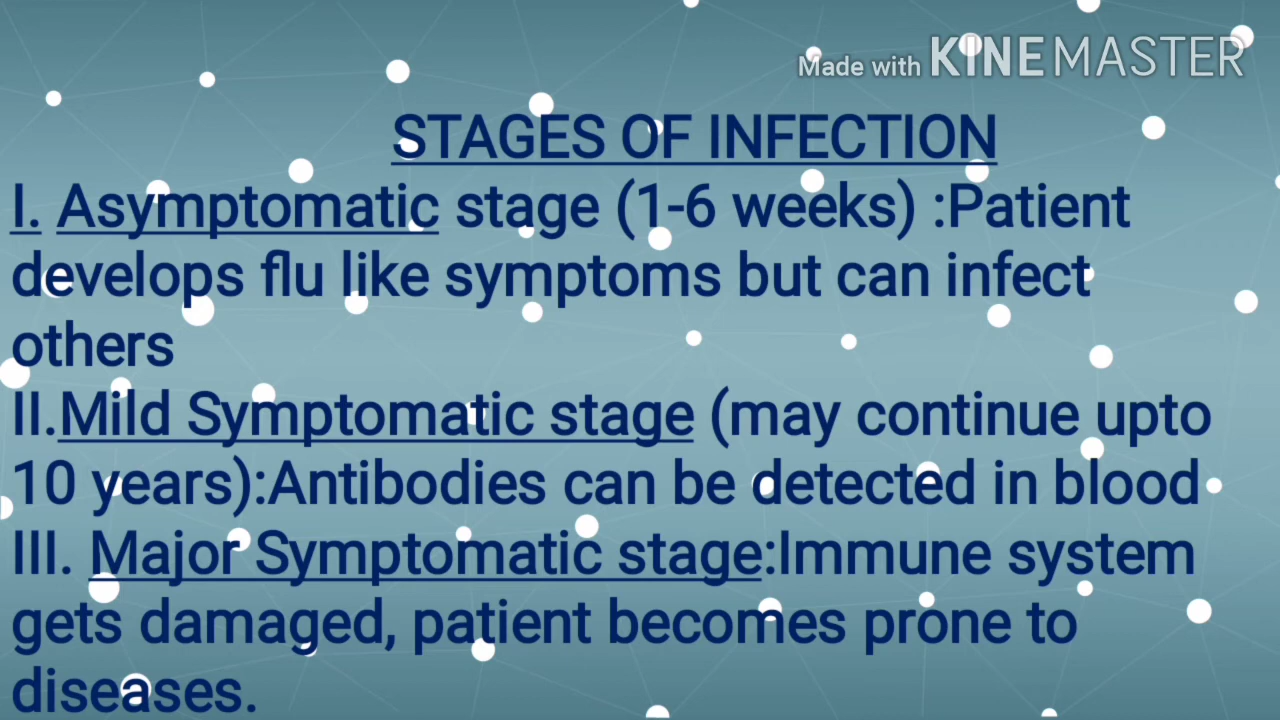 Made with KINEMASTER
STAGES OF INFECTION
I. Asymptomatic stage (1-6 weeks) :Patient
develops flu like symptoms but can infect
others
II.Mild Symptomatic stage (may continue upto
10 years):Antibodies can be detected in blood
III. Major Symptomatic stage:Immune system
gets damaged, patient becomes prone to
diseases.